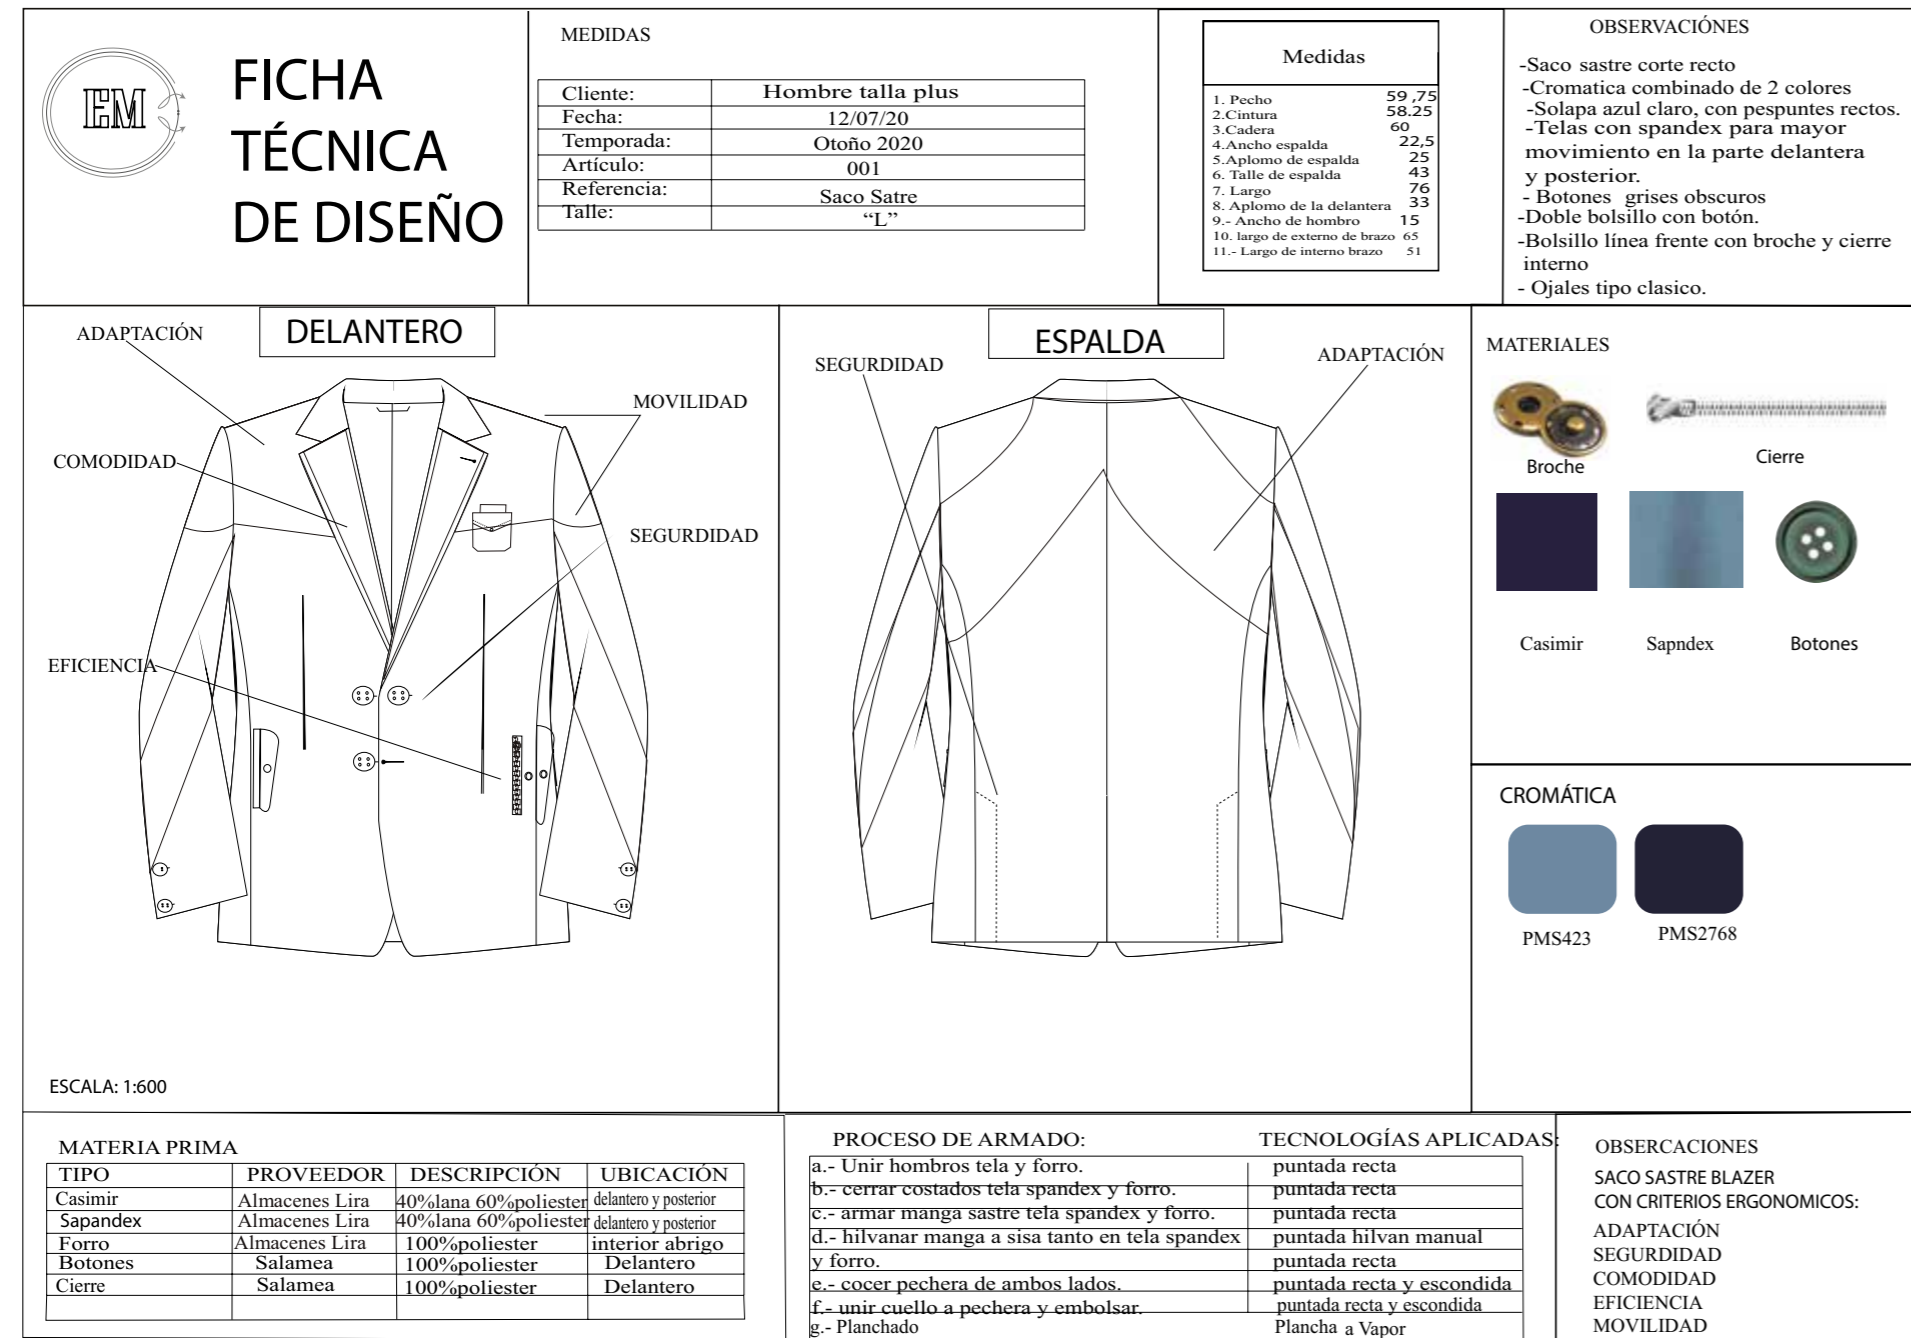 EM
FICHA
TÉCNICA
DE DISEÑO
MEDIDAS
Cliente: Hombre talla plus
Fecha: 12/07/20
Temporada: Otoño 2020
Artículo: 001
Referencia: Saco Satre
Talle: “L”
Medidas
1. Pecho 59 ,75
2.Cintura 58.25
3.Cadera 60
4.Ancho espalda 22,5
5.Aplomo de espalda 25
6. Talle de espalda 43
7. Largo 76
8. Aplomo de la delantera 33
9.- Ancho de hombro 15
10. largo de externo de brazo 65
11.- Largo de interno brazo 51
OBSERVACIÓNES
-Saco sastre corte recto
-Cromatica combinado de 2 colores
-Solapa azul claro, con pespuntes rectos.
-Telas con spandex para mayor
movimiento en la parte delantera
y posterior.
- Botones grises obscuros
-Doble bolsillo con botón.
-Bolsillo línea frente con broche y cierre
interno
- Ojales tipo clasico.
DELANTERO
ADAPTACIÓN
MOVILIDAD
COMODIDAD
SEGURDIDAD
EFICIENCIA
ESCALA: 1:600
ESPALDA
SEGURDIDAD
ADAPTACIÓN
MATERIALES
Broche
Cierre
Casimir
Sapndex
Botones
CROMÁTICA
PMS423
PMS2768
MATERIA PRIMA
TIPO PROVEEDOR DESCRIPCIÓN UBICACIÓN
Casimir Almacenes Lira 40%lana 60%poliester delantero y posterior
Sapandex Almacenes Lira 40%lana 60%poliester delantero y posterior
Forro Almacenes Lira 100%poliester interior abrigo
Botones Salamea 100%poliester Delantero
Cierre Salamea 100%poliester Delantero
PROCESO DE ARMADO: TECNOLOGÍAS APLICADAS:
a.- Unir hombros tela y forro. puntada recta
b.- cerrar costados tela spandex y forro. puntada recta
c.- armar manga sastre tela spandex y forro. puntada recta
d.- hilvanar manga a sisa tanto en tela spandex puntada hilvan manual
y forro. puntada recta
e.- cocer pechera de ambos lados. puntada recta y escondida
f.- unir cuello a pechera y embolsar. puntada recta y escondida
g.- Planchado Plancha a Vapor
OBSERCACIONES
SACO SASTRE BLAZER
CON CRITERIOS ERGONOMICOS:
ADAPTACIÓN
SEGURDIDAD
COMODIDAD
EFICIENCIA
MOVILIDAD